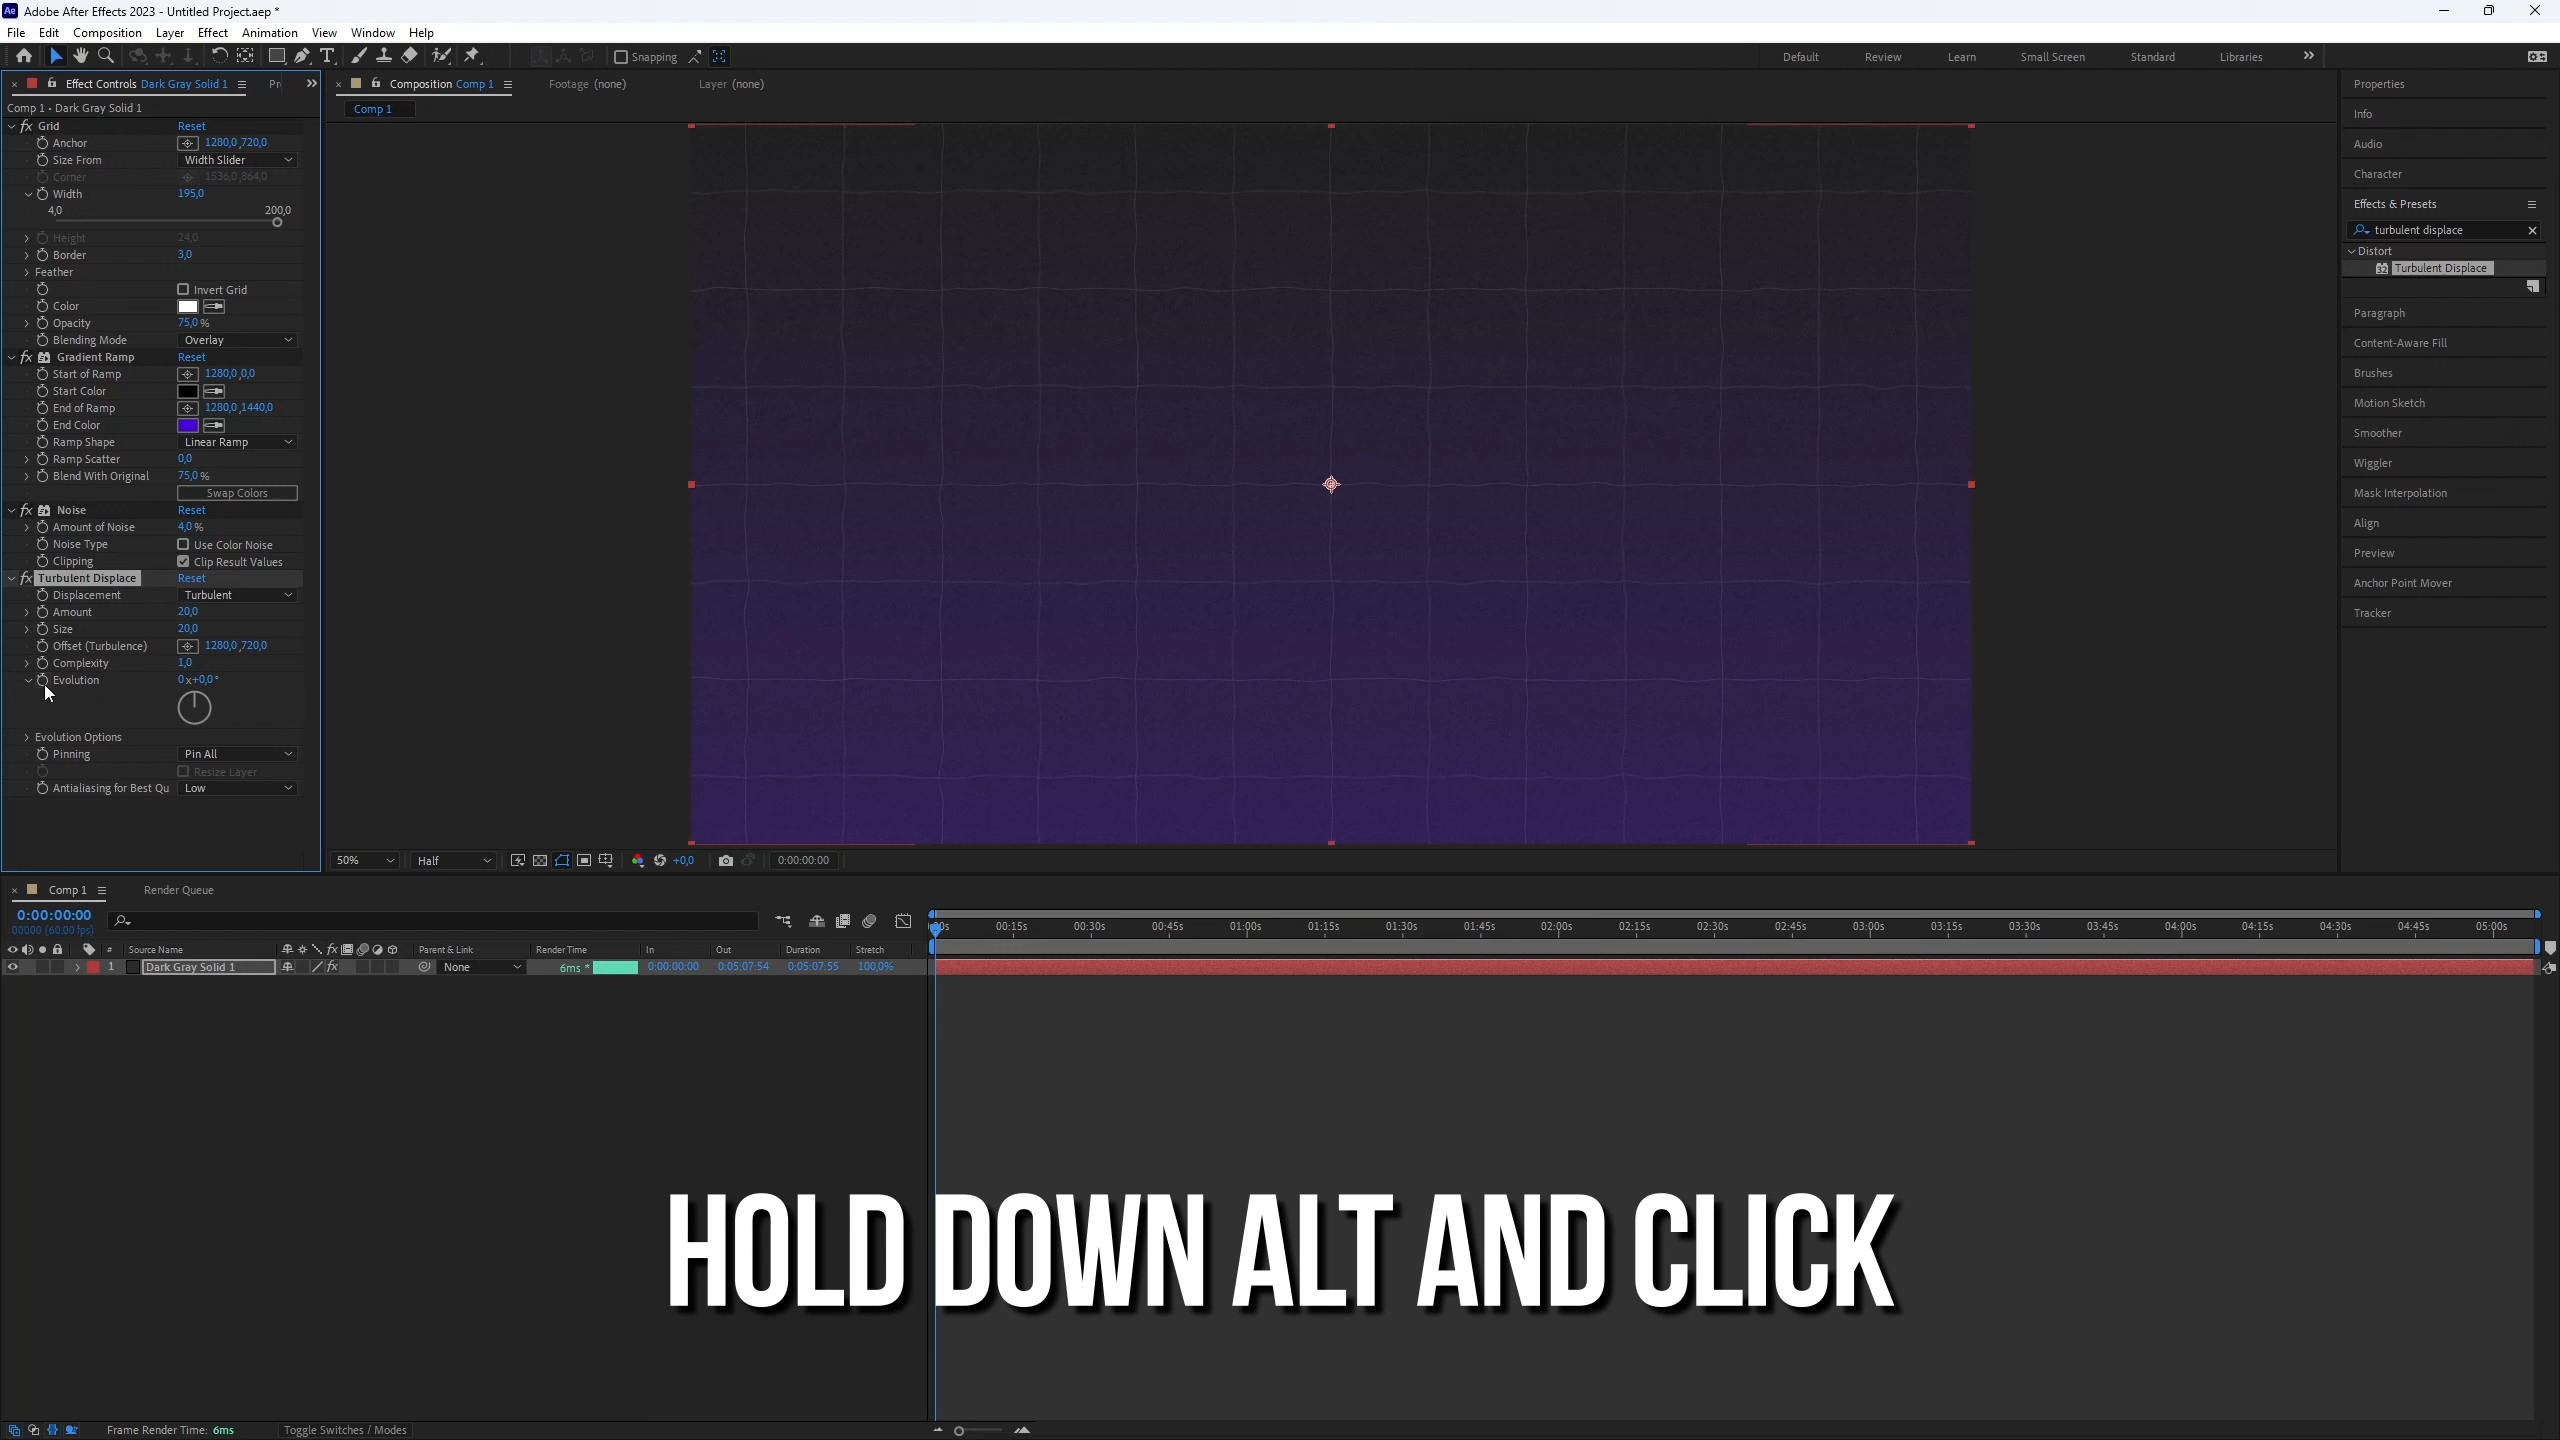 Ae Adobe After Effects 2023 - Untitled Project.aep *
File Edit Composition Layer Effect Animation View Window Help
Snapping
Default Review Learn Small Screen Standard Libraries
Effect Controls Dark Gray Solid 1 Pr
Comp 1 • Dark Gray Solid 1
fx Grid Reset
Anchor 1280,0,720,0
Size From Width Slider
Corner 1536,0,864,0
Width 195,0
4,0 200,0
Height 24,0
Border 3,0
Feather
Invert Grid
Color
Opacity 75,0 %
Blending Mode Overlay
fx Gradient Ramp Reset
Start of Ramp 1280,0,0,0
Start Color
End of Ramp 1280,0,1440,0
End Color
Ramp Shape Linear Ramp
Ramp Scatter 0,0
Blend With Original 75,0 %
Swap Colors
fx Noise Reset
Amount of Noise 4,0 %
Noise Type Use Color Noise
Clipping Clip Result Values
fx Turbulent Displace Reset
Displacement Turbulent
Amount 20,0
Size 20,0
Offset (Turbulence) 1280,0,720,0
Complexity 1,0
Evolution 0x+0,0°
Evolution Options
Pinning Pin All
Resize Layer
Antialiasing for Best Qu Low
Composition Comp 1 Footage (none) Layer (none)
Comp 1
50% Half +0,0 0:00:00:00
Properties
Info
Audio
Character
Effects & Presets
turbulent displace
Distort
32 Turbulent Displace
Paragraph
Content-Aware Fill
Brushes
Motion Sketch
Smoother
Wiggler
Mask Interpolation
Align
Preview
Anchor Point Mover
Tracker
Comp 1 Render Queue
0:00:00:00
00000 (60.00 fps)
# Source Name fx Parent & Link Render Time In Out Duration Stretch
1 Dark Gray Solid 1 fx None 6ms * 0:00:00:00 0:05:07:54 0:05:07:55 100,0%
00s 00:15s 00:30s 00:45s 01:00s 01:15s 01:30s 01:45s 02:00s 02:15s 02:30s 02:45s 03:00s 03:15s 03:30s 03:45s 04:00s 04:15s 04:30s 04:45s 05:00s
HOLD DOWN ALT AND CLICK
Frame Render Time: 6ms Toggle Switches / Modes